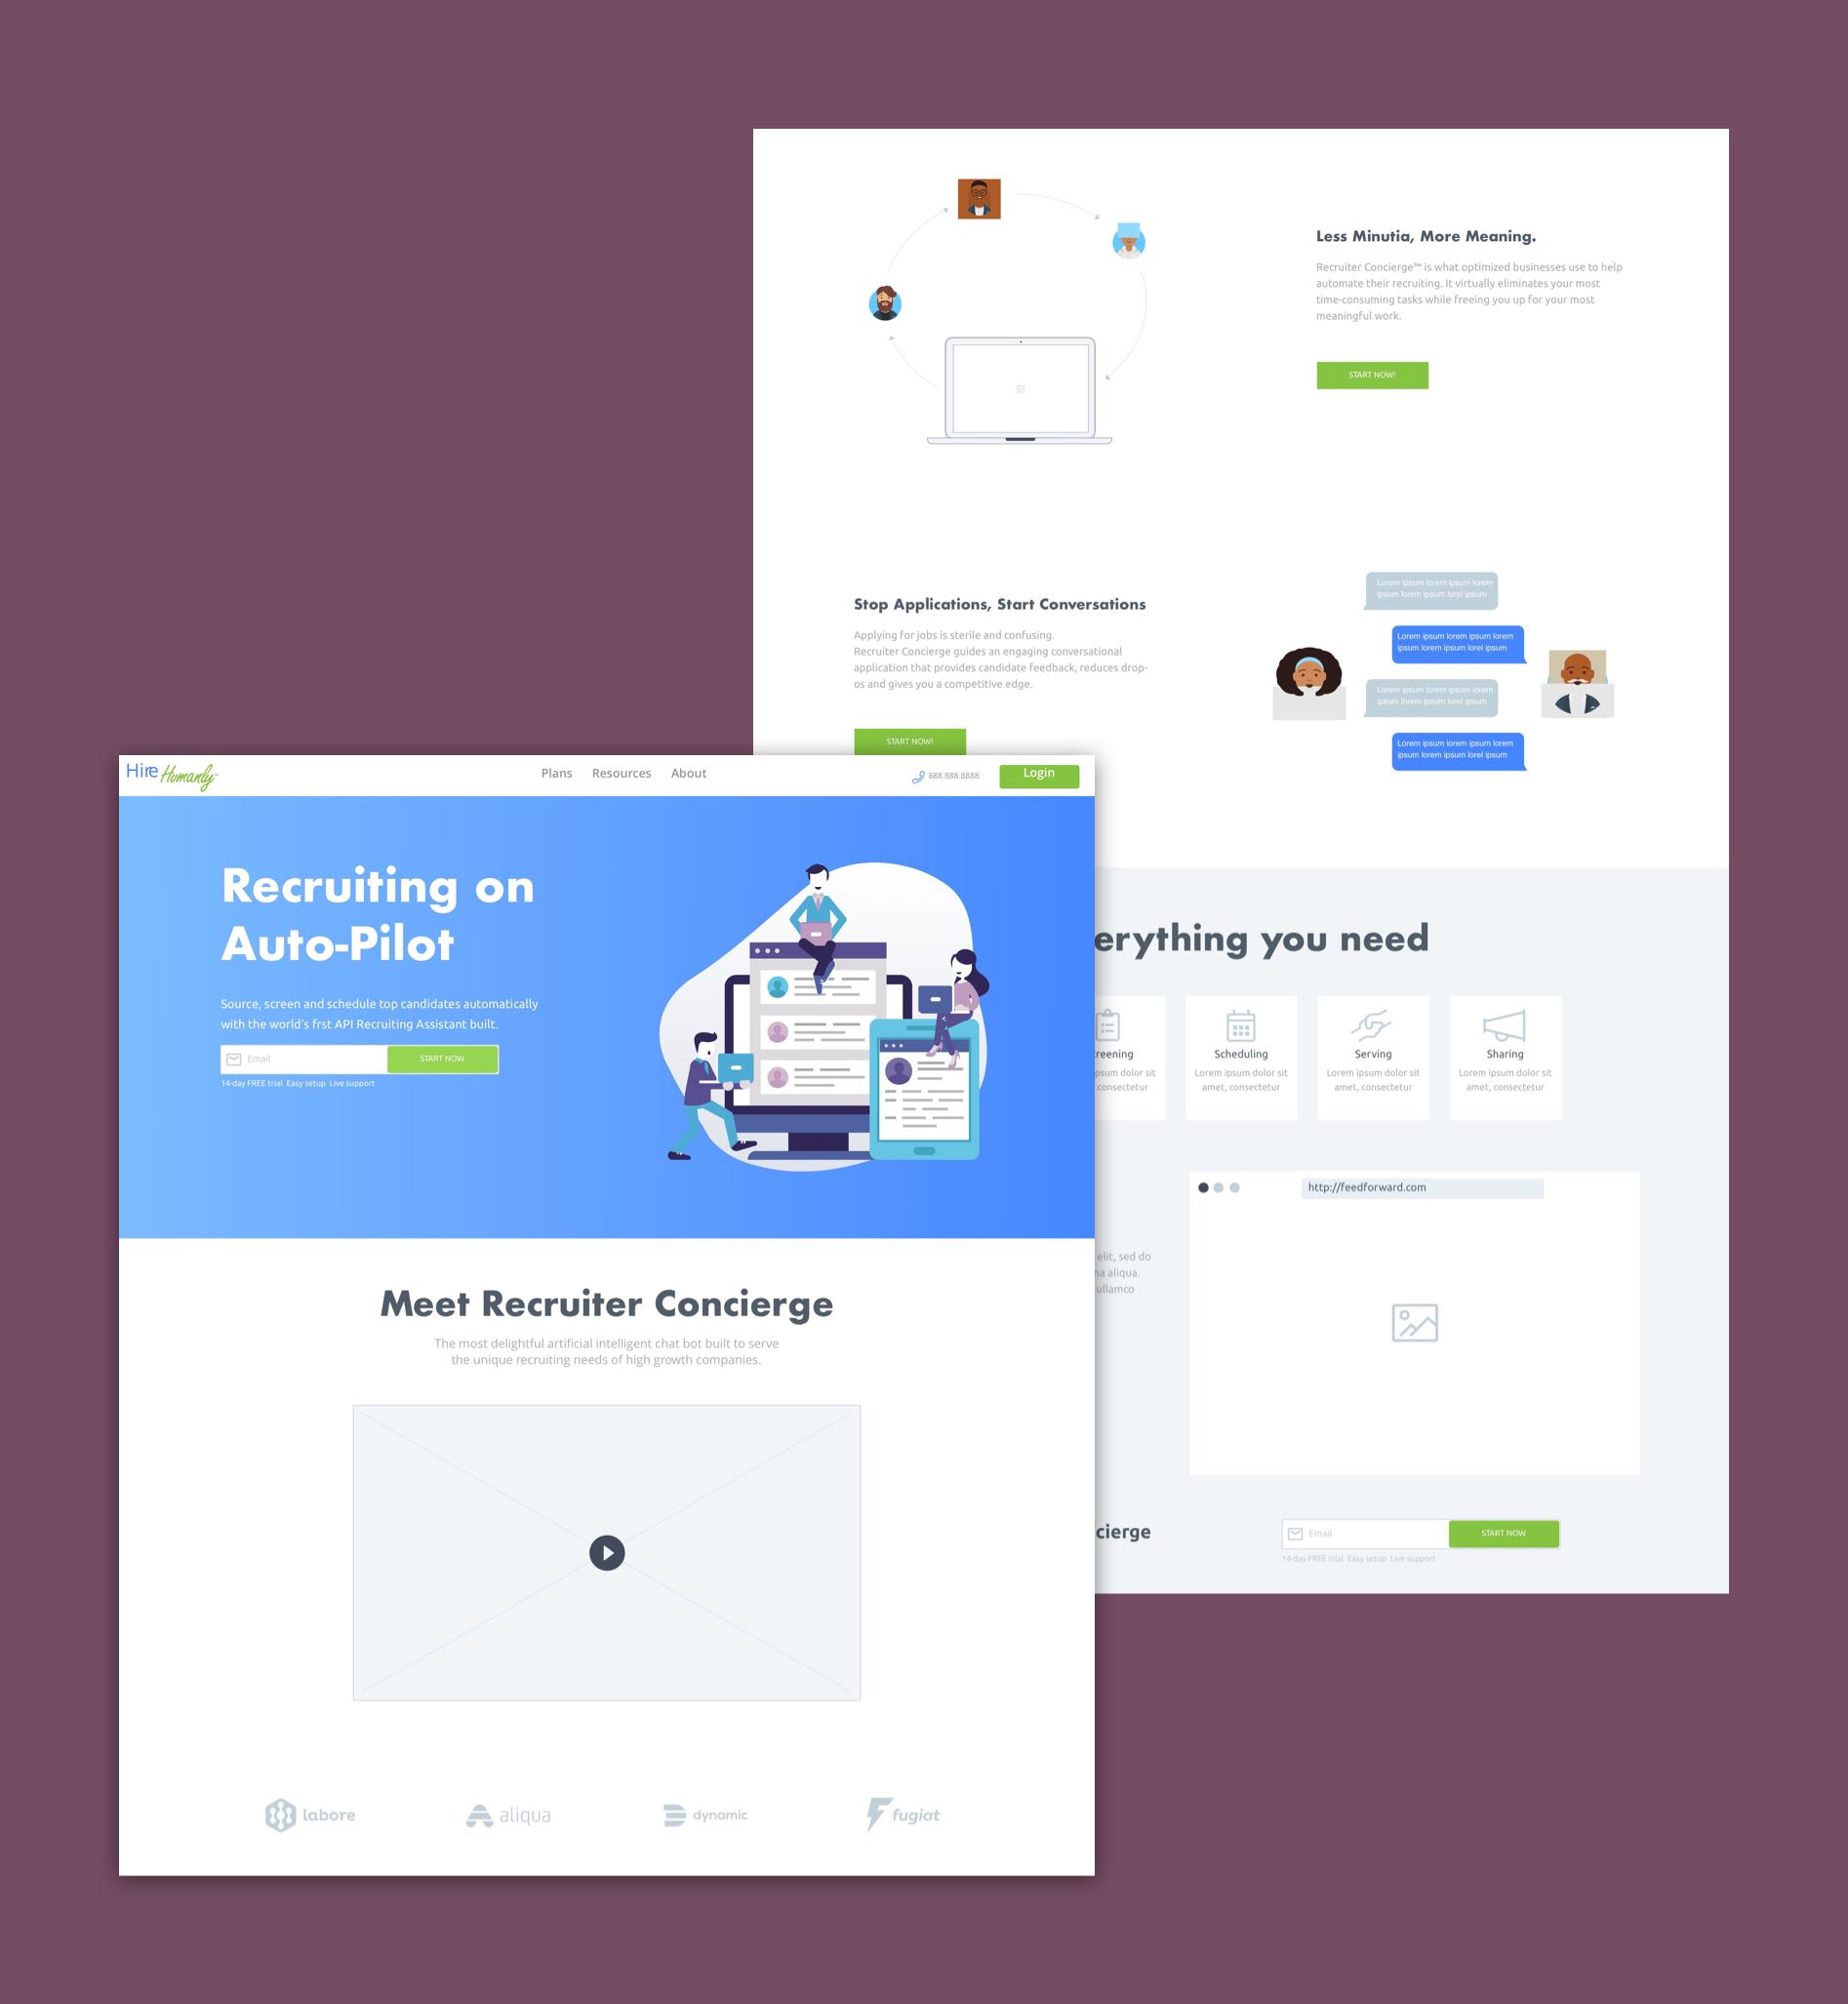 Less Minutia, More Meaning.
Recruiter Concierge™ is what optimized businesses use to help
automate their recruiting. It virtually eliminates your most
time-consuming tasks while freeing you up for your most
meaningful work.
START NOW!
Stop Applications, Start Conversations
Applying for jobs is sterile and confusing.
Recruiter Concierge guides an engaging conversational
application that provides candidate feedback, reduces drop-
os and gives you a competitive edge.
START NOW!
Lorem ipsum lorem ipsum lorem
ipsum lorem ipsum lorel ipsum
Lorem ipsum lorem ipsum lorem
ipsum lorem ipsum lorel ipsum
Lorem ipsum lorem ipsum lorem
ipsum lorem ipsum lorel ipsum
Lorem ipsum lorem ipsum lorem
ipsum lorem ipsum lorel ipsum
Hire Humanly™
Plans Resources About
888.888.8888
Login
Recruiting on
Auto-Pilot
Source, screen and schedule top candidates automatically
with the world's frst API Recruiting Assistant built.
Email
START NOW
14-day FREE trial Easy setup Live support
Meet Recruiter Concierge
The most delightful artificial intelligent chat bot built to serve
the unique recruiting needs of high growth companies.
labore
aliqua
dynamic
fugiat
erything you need
reening
psum dolor sit
consectetur
Scheduling
Lorem ipsum dolor sit
amet, consectetur
Serving
Lorem ipsum dolor sit
amet, consectetur
Sharing
Lorem ipsum dolor sit
amet, consectetur
elit, sed do
na aliqua.
ullamco
http://feedforward.com
cierge
Email
START NOW
14-day FREE trial Easy setup Live support